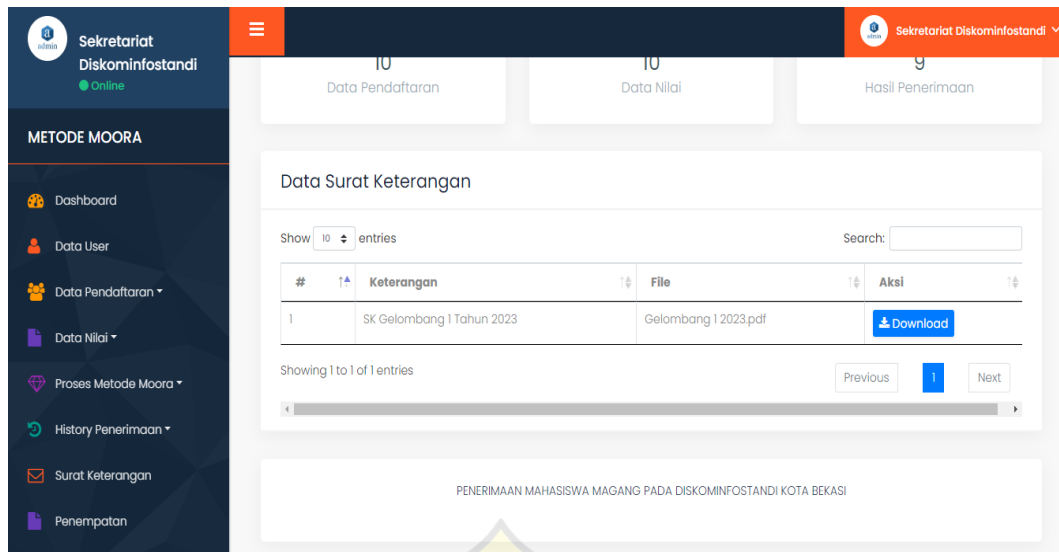 admin
Sekretariat
Diskominfostandi
Online
METODE MOORA
Dashboard
Data User
Data Pendaftaran
Data Nilai
Proses Metode Moora
History Penerimaan
Surat Keterangan
Penempatan
admin
Sekretariat Diskominfostandi
10
Data Pendaftaran
10
Data Nilai
9
Hasil Penerimaan
Data Surat Keterangan
Show 10 entries
Search:
# Keterangan File Aksi
1 SK Gelombang 1 Tahun 2023 Gelombang 1 2023.pdf Download
Showing 1 to 1 of 1 entries
Previous 1 Next
PENERIMAAN MAHASISWA MAGANG PADA DISKOMINFOSTANDI KOTA BEKASI